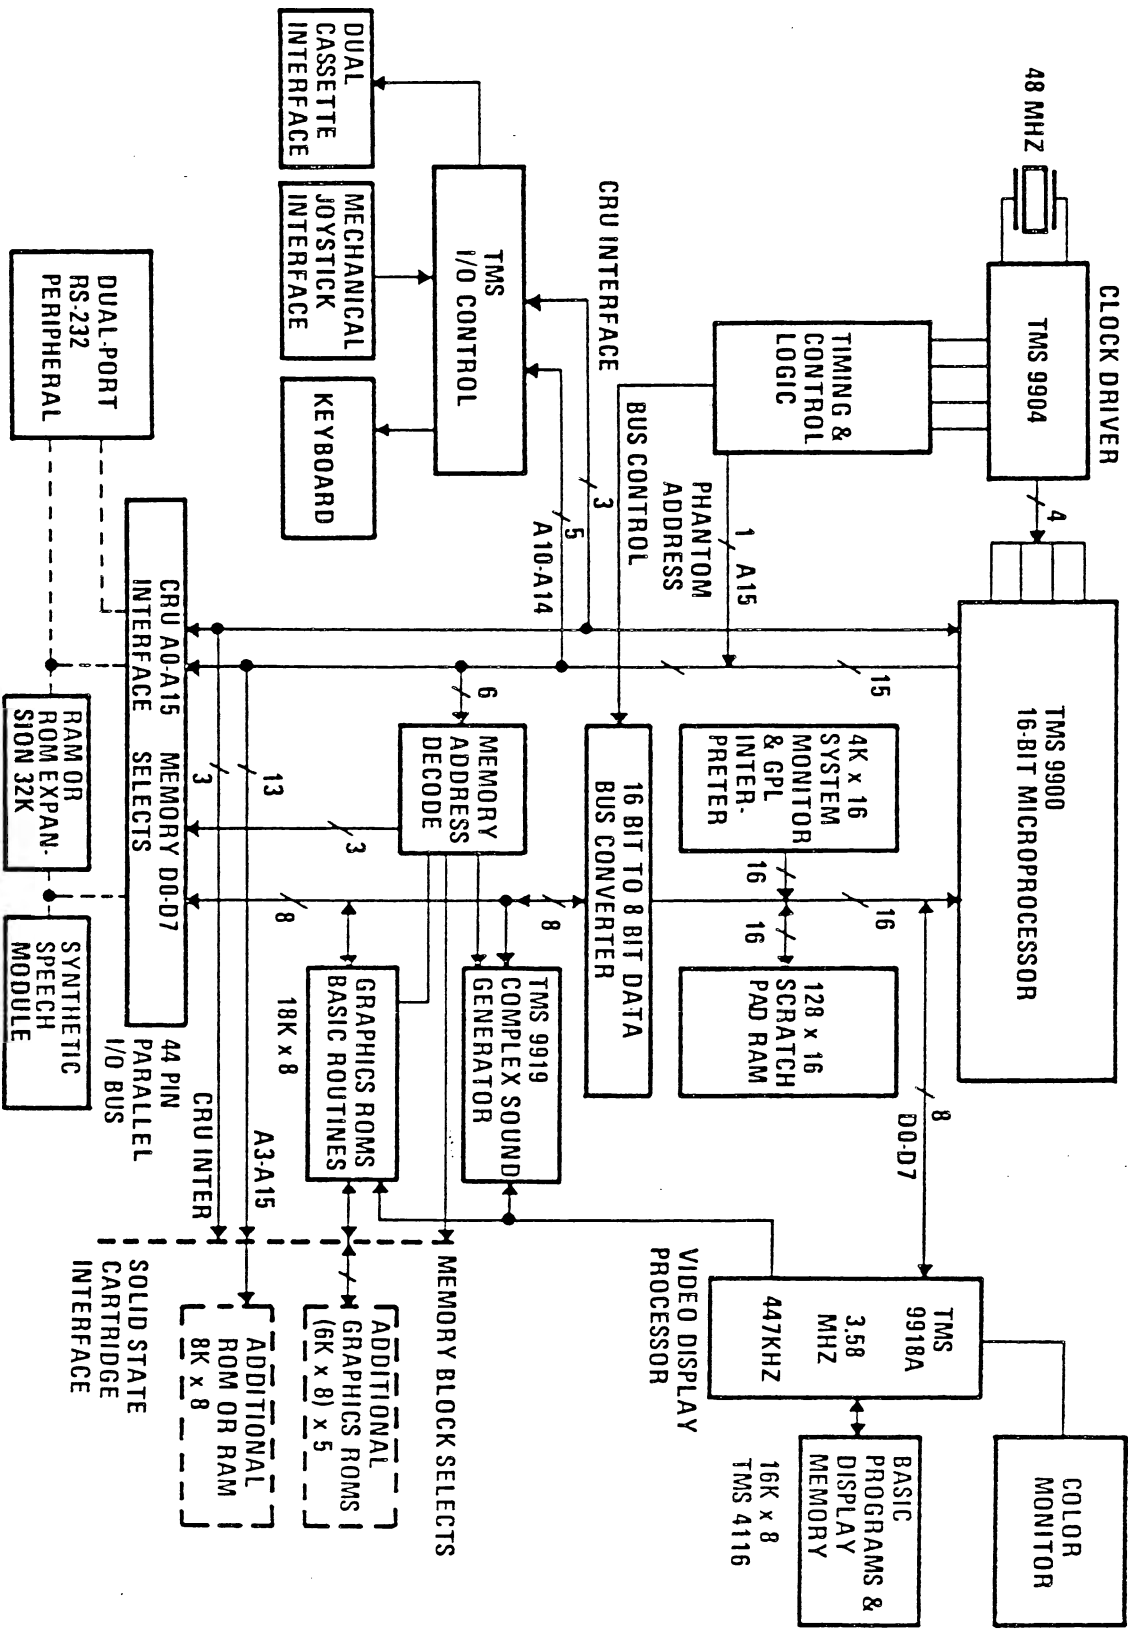 CLOCK DRIVER
48 MHZ
TMS 9904
4
TMS 9900
16-BIT MICROPROCESSOR
COLOR
MONITOR
TIMING &
CONTROL
LOGIC
PHANTOM
ADDRESS
1
A15
15
16
8
D0-D7
4K x 16
SYSTEM
MONITOR
& GPL
INTER-
PRETER
16
16
128 x 16
SCRATCH
PAD RAM
TMS
9918A
3.58
MHZ
447KHZ
VIDEO DISPLAY
PROCESSOR
BASIC
PROGRAMS &
DISPLAY
MEMORY
16K x 8
TMS 4116
CRU INTERFACE
BUS CONTROL
3
5
A10-A14
16 BIT TO 8 BIT DATA
BUS CONVERTER
8
TMS
I/O CONTROL
6
MEMORY
ADDRESS
DECODE
TMS 9919
COMPLEX SOUND
GENERATOR
MEMORY BLOCK SELECTS
DUAL
CASSETTE
INTERFACE
MECHANICAL
JOYSTICK
INTERFACE
KEYBOARD
3
8
GRAPHICS ROMS
BASIC ROUTINES
18K x 8
ADDITIONAL
GRAPHICS ROMS
(6K x 8) x 5
13
A3-A15
3
CRU INTER
ADDITIONAL
ROM OR RAM
8K x 8
SOLID STATE
CARTRIDGE
INTERFACE
CRU A0-A15 MEMORY D0-D7
INTERFACE SELECTS
44 PIN
PARALLEL
I/O BUS
DUAL-PORT
RS-232
PERIPHERAL
RAM OR
ROM EXPAN-
SION 32K
SYNTHETIC
SPEECH
MODULE